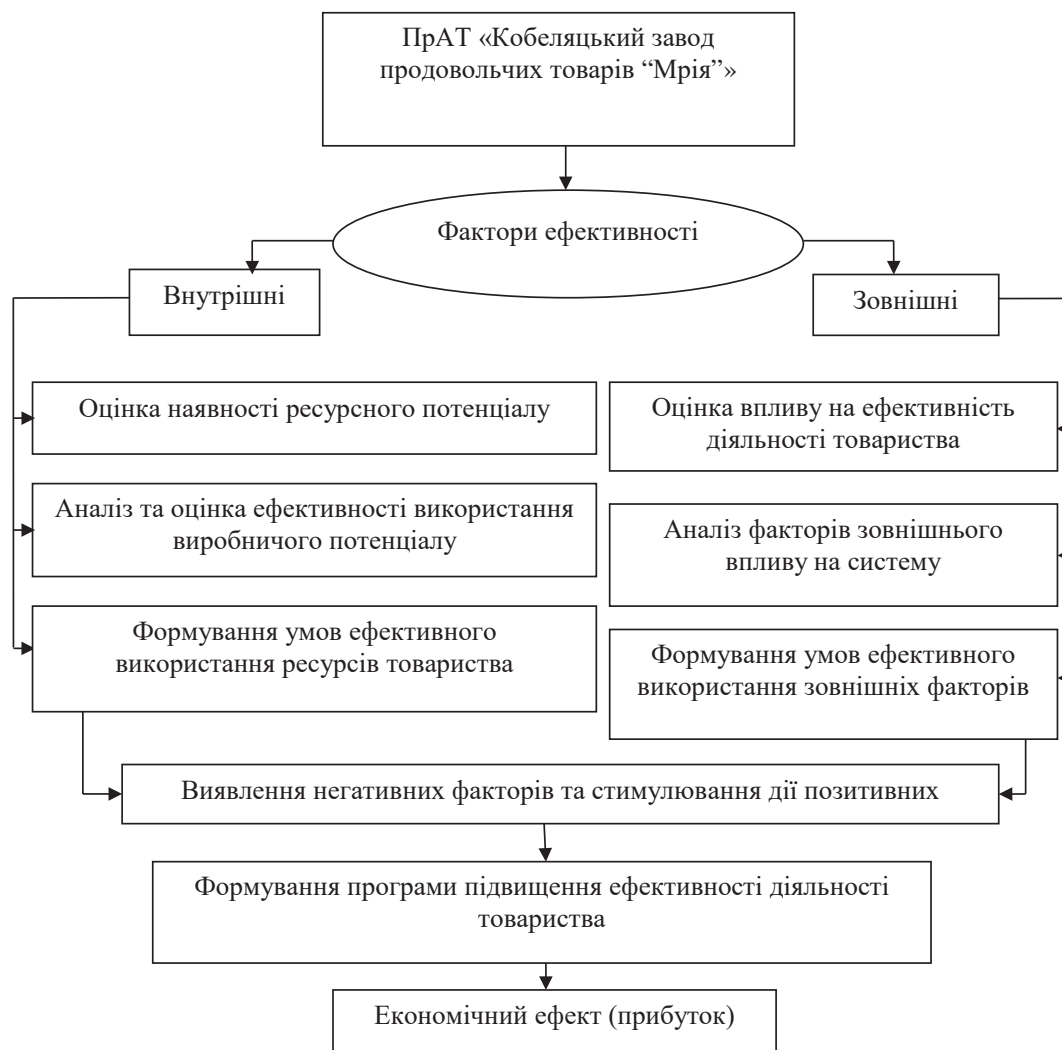 ПрАТ «Кобеляцький завод
продовольчих товарів “Мрія”»
Фактори ефективності
Внутрішні
Зовнішні
Оцінка наявності ресурсного потенціалу
Аналіз та оцінка ефективності використання
виробничого потенціалу
Формування умов ефективного
використання ресурсів товариства
Оцінка впливу на ефективність
діяльності товариства
Аналіз факторів зовнішнього
впливу на систему
Формування умов ефективного
використання зовнішніх факторів
Виявлення негативних факторів та стимулювання дії позитивних
Формування програми підвищення ефективності діяльності
товариства
Економічний ефект (прибуток)